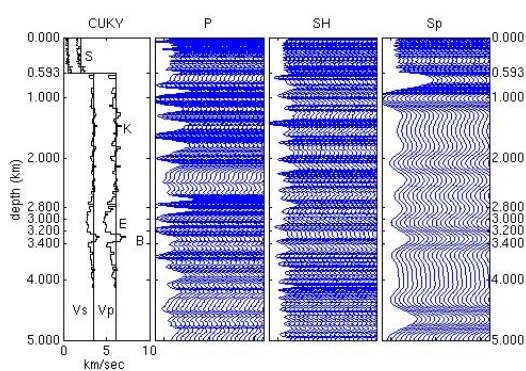 CUKY P SH Sp
0.000 S 0.000
0.593 0.593
1.000 1.000
K
2.000 2.000
2.800 2.800
3.000 E 3.000
3.200 B 3.200
3.400 3.400
4.000 4.000
Vs Vp
5.000 5.000
0 5 10
km/sec
depth (km)